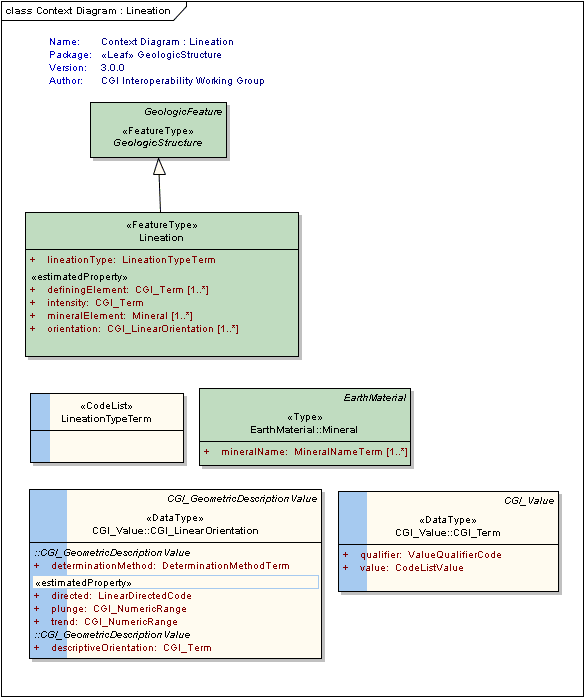 class Context Diagram : Lineation
Name: Context Diagram : Lineation
Package: «Leaf» GeologicStructure
Version: 3.0.0
Author: CGI Interoperability Working Group
GeologicFeature
«FeatureType»
GeologicStructure
«FeatureType»
Lineation
+ lineationType: LineationTypeTerm
«estimatedProperty»
+ definingElement: CGI_Term [1..*]
+ intensity: CGI_Term
+ mineralElement: Mineral [1..*]
+ orientation: CGI_LinearOrientation [1..*]
«CodeList»
LineationTypeTerm
EarthMaterial
«Type»
EarthMaterial::Mineral
+ mineralName: MineralNameTerm [1..*]
CGI_GeometricDescriptionValue
«DataType»
CGI_Value::CGI_LinearOrientation
::CGI_GeometricDescriptionValue
+ determinationMethod: DeterminationMethodTerm
«estimatedProperty»
+ directed: LinearDirectedCode
+ plunge: CGI_NumericRange
+ trend: CGI_NumericRange
::CGI_GeometricDescriptionValue
+ descriptiveOrientation: CGI_Term
CGI_Value
«DataType»
CGI_Value::CGI_Term
+ qualifier: ValueQualifierCode
+ value: CodeListValue